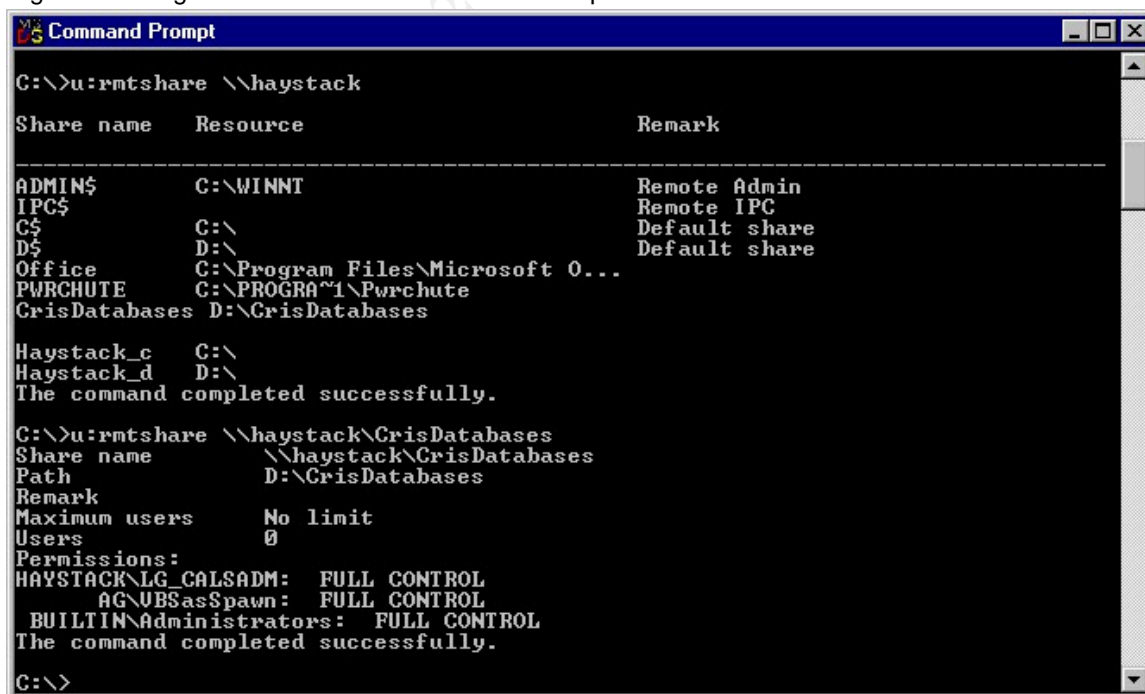 Command Prompt
C:\>u:rmtshare \\haystack
Share name Resource Remark
ADMIN$ C:\WINNT Remote Admin
IPC$ Remote IPC
C$ C:\ Default share
D$ D:\ Default share
Office C:\Program Files\Microsoft O...
PWRCHUTE C:\PROGRA~1\Pwrchute
CrisDatabases D:\CrisDatabases
Haystack_c C:\
Haystack_d D:\
The command completed successfully.
C:\>u:rmtshare \\haystack\CrisDatabases
Share name \\haystack\CrisDatabases
Path D:\CrisDatabases
Remark
Maximum users No limit
Users 0
Permissions:
HAYSTACK\LG_CALSADM: FULL CONTROL
AG\VBSasSpawn: FULL CONTROL
BUILTIN\Administrators: FULL CONTROL
The command completed successfully.
C:\>